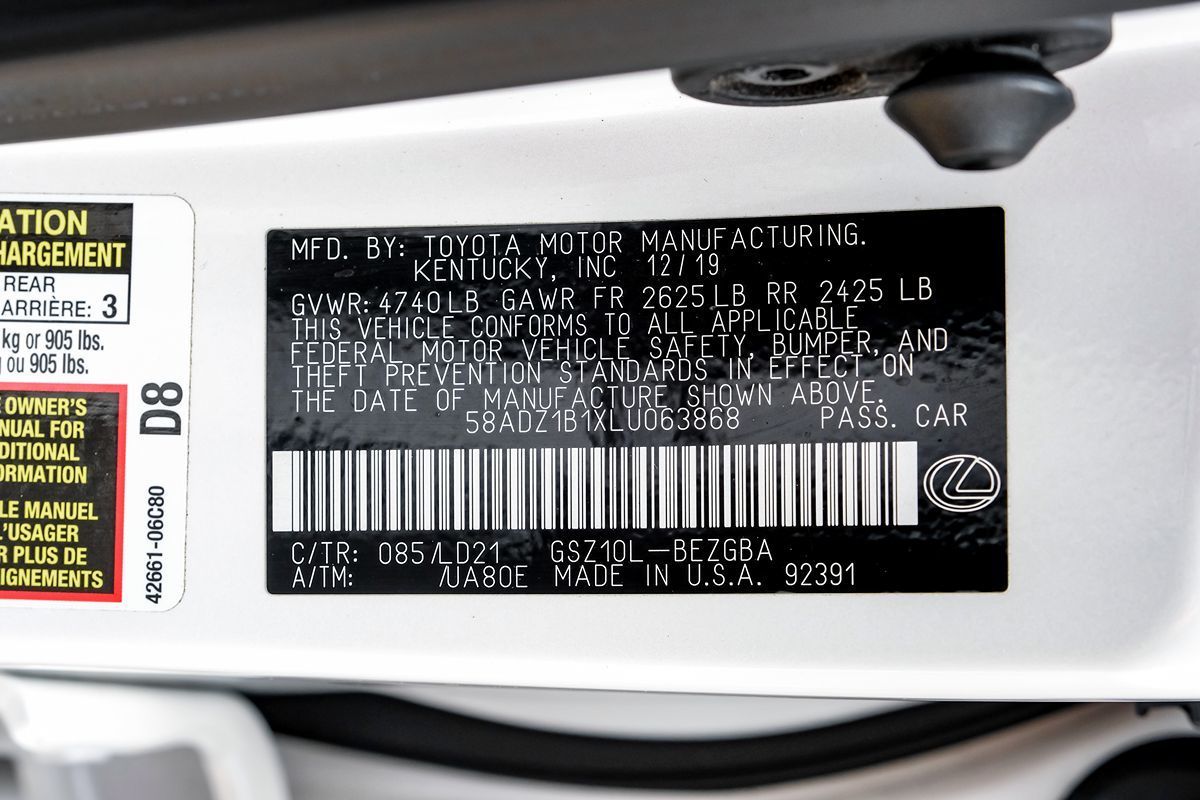 ATION
HARGEMENT
REAR
ARRIÈRE: 3
kg or 905 lbs.
ou 905 lbs.
OWNER'S
FOR
LE MANUEL
L'USAGER
PLUS DE
D8
42661-06C80
MFD. BY: TOYOTA MOTOR MANUFACTURING.
KENTUCKY, INC 12/19
GVWR: 4740LB GAWR FR 2625LB RR 2425 LB
THIS VEHICLE CONFORMS TO ALL APPLICABLE
FEDERAL MOTOR VEHICLE SAFETY, BUMPER, AND
THEFT PREVENTION STANDARDS IN EFFECT ON
THE DATE OF MANUFACTURE SHOWN ABOVE.
58ADZ1B1XLU063868 PASS. CAR
C/TR: 085/LD21 GSZ10L-BEZGBA
A/TM: /UA80E MADE IN U.S.A. 92391